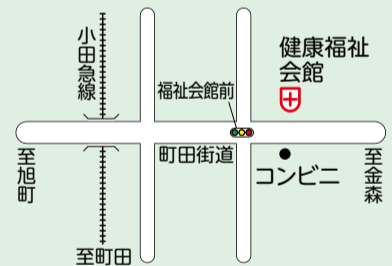 小田急線
健康福祉
会館
福祉会館前
町田街道
コンビニ
至旭町
至金森
至町田